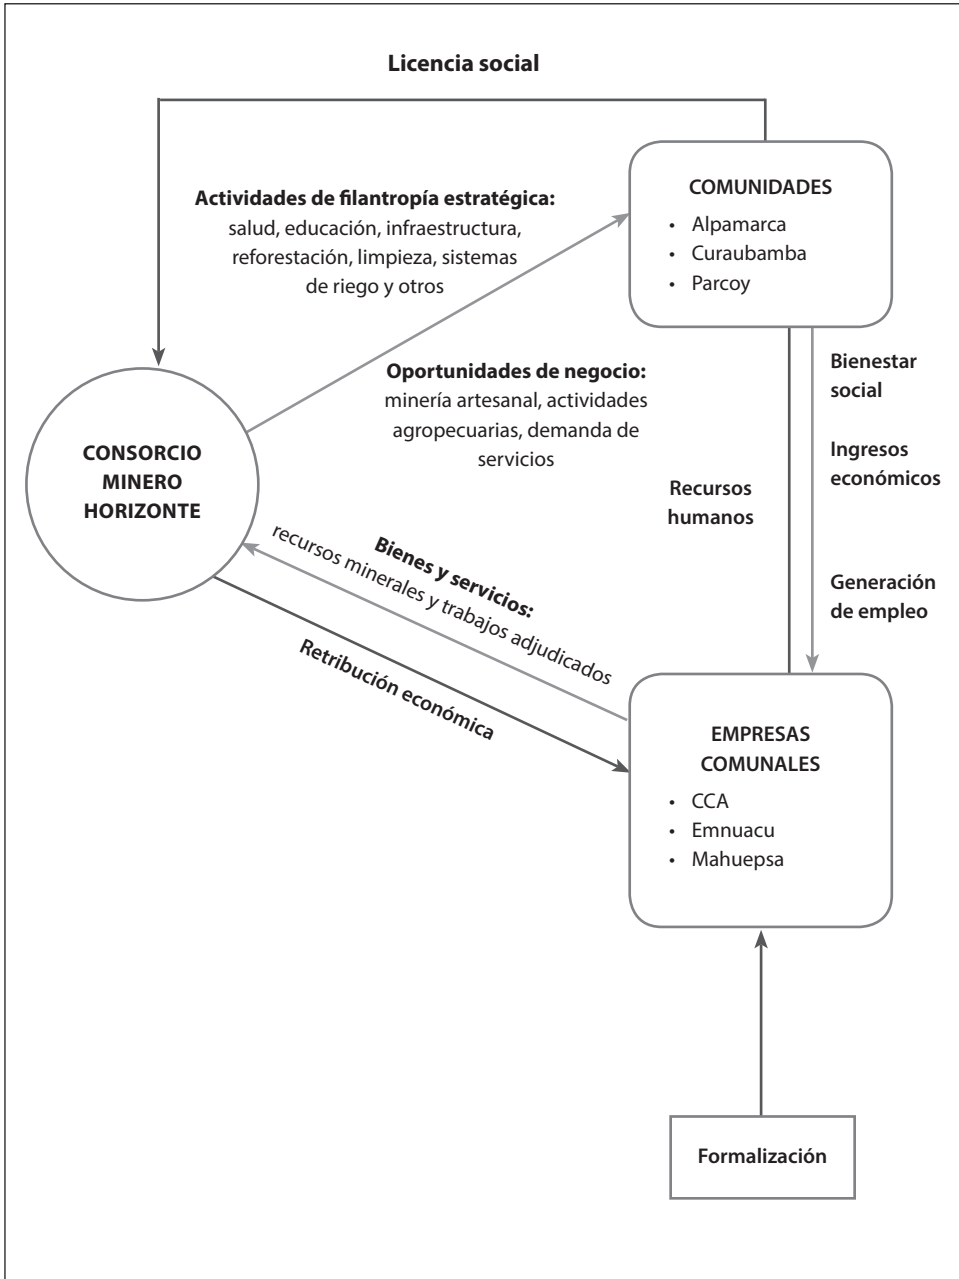 Licencia social
Actividades de filantropía estratégica:
salud, educación, infraestructura,
reforestación, limpieza, sistemas
de riego y otros
COMUNIDADES
• Alpamarca
• Curaubamba
• Parcoy
Oportunidades de negocio:
minería artesanal, actividades
agropecuarias, demanda de
servicios
Bienestar
social
Ingresos
económicos
Generación
de empleo
Recursos
humanos
CONSORCIO
MINERO
HORIZONTE
Bienes y servicios:
recursos minerales y trabajos adjudicados
Retribución económica
EMPRESAS
COMUNALES
• CCA
• Emnuacu
• Mahuepsa
Formalización